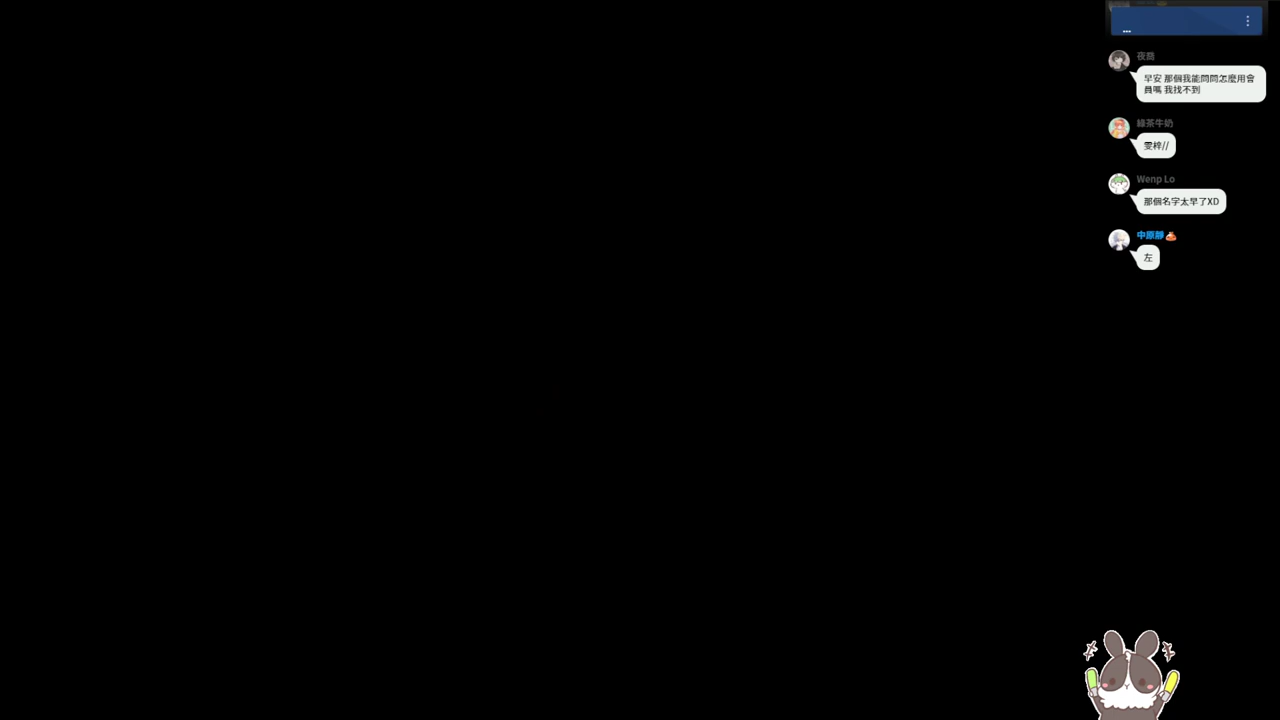 ...
夜喬
早安 那個我能問問怎麼用會
員嗎 我找不到
綠茶牛奶
雯梓//
Wenp Lo
那個名字太早了XD
中原靜
左